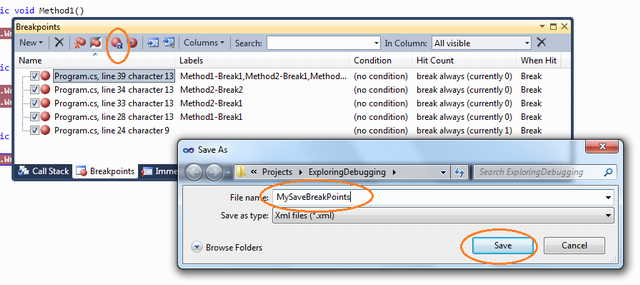 ic void Method1()
Breakpoints
New Columns Search: In Column: All visible
Name Labels Condition Hit Count When Hit
Program.cs, line 39 character 13 Method1-Break1,Method2-Break1,Method... (no condition) break always (currently 0) Break
Program.cs, line 34 character 13 Method2-Break2 (no condition) break always (currently 0) Break
Program.cs, line 33 character 13 Method2-Break1 (no condition) break always (currently 0) Break
Program.cs, line 28 character 13 Method1-Break1 (no condition) break always (currently 0) Break
Program.cs, line 24 character 9 (no condition) break always (currently 1) Break
Save As
« Projects ExploringDebugging Search ExploringDebugging
File name: MySaveBreakPoints
Save as type: Xml files (*.xml)
Browse Folders Save Cancel
Call Stack Breakpoints Imme